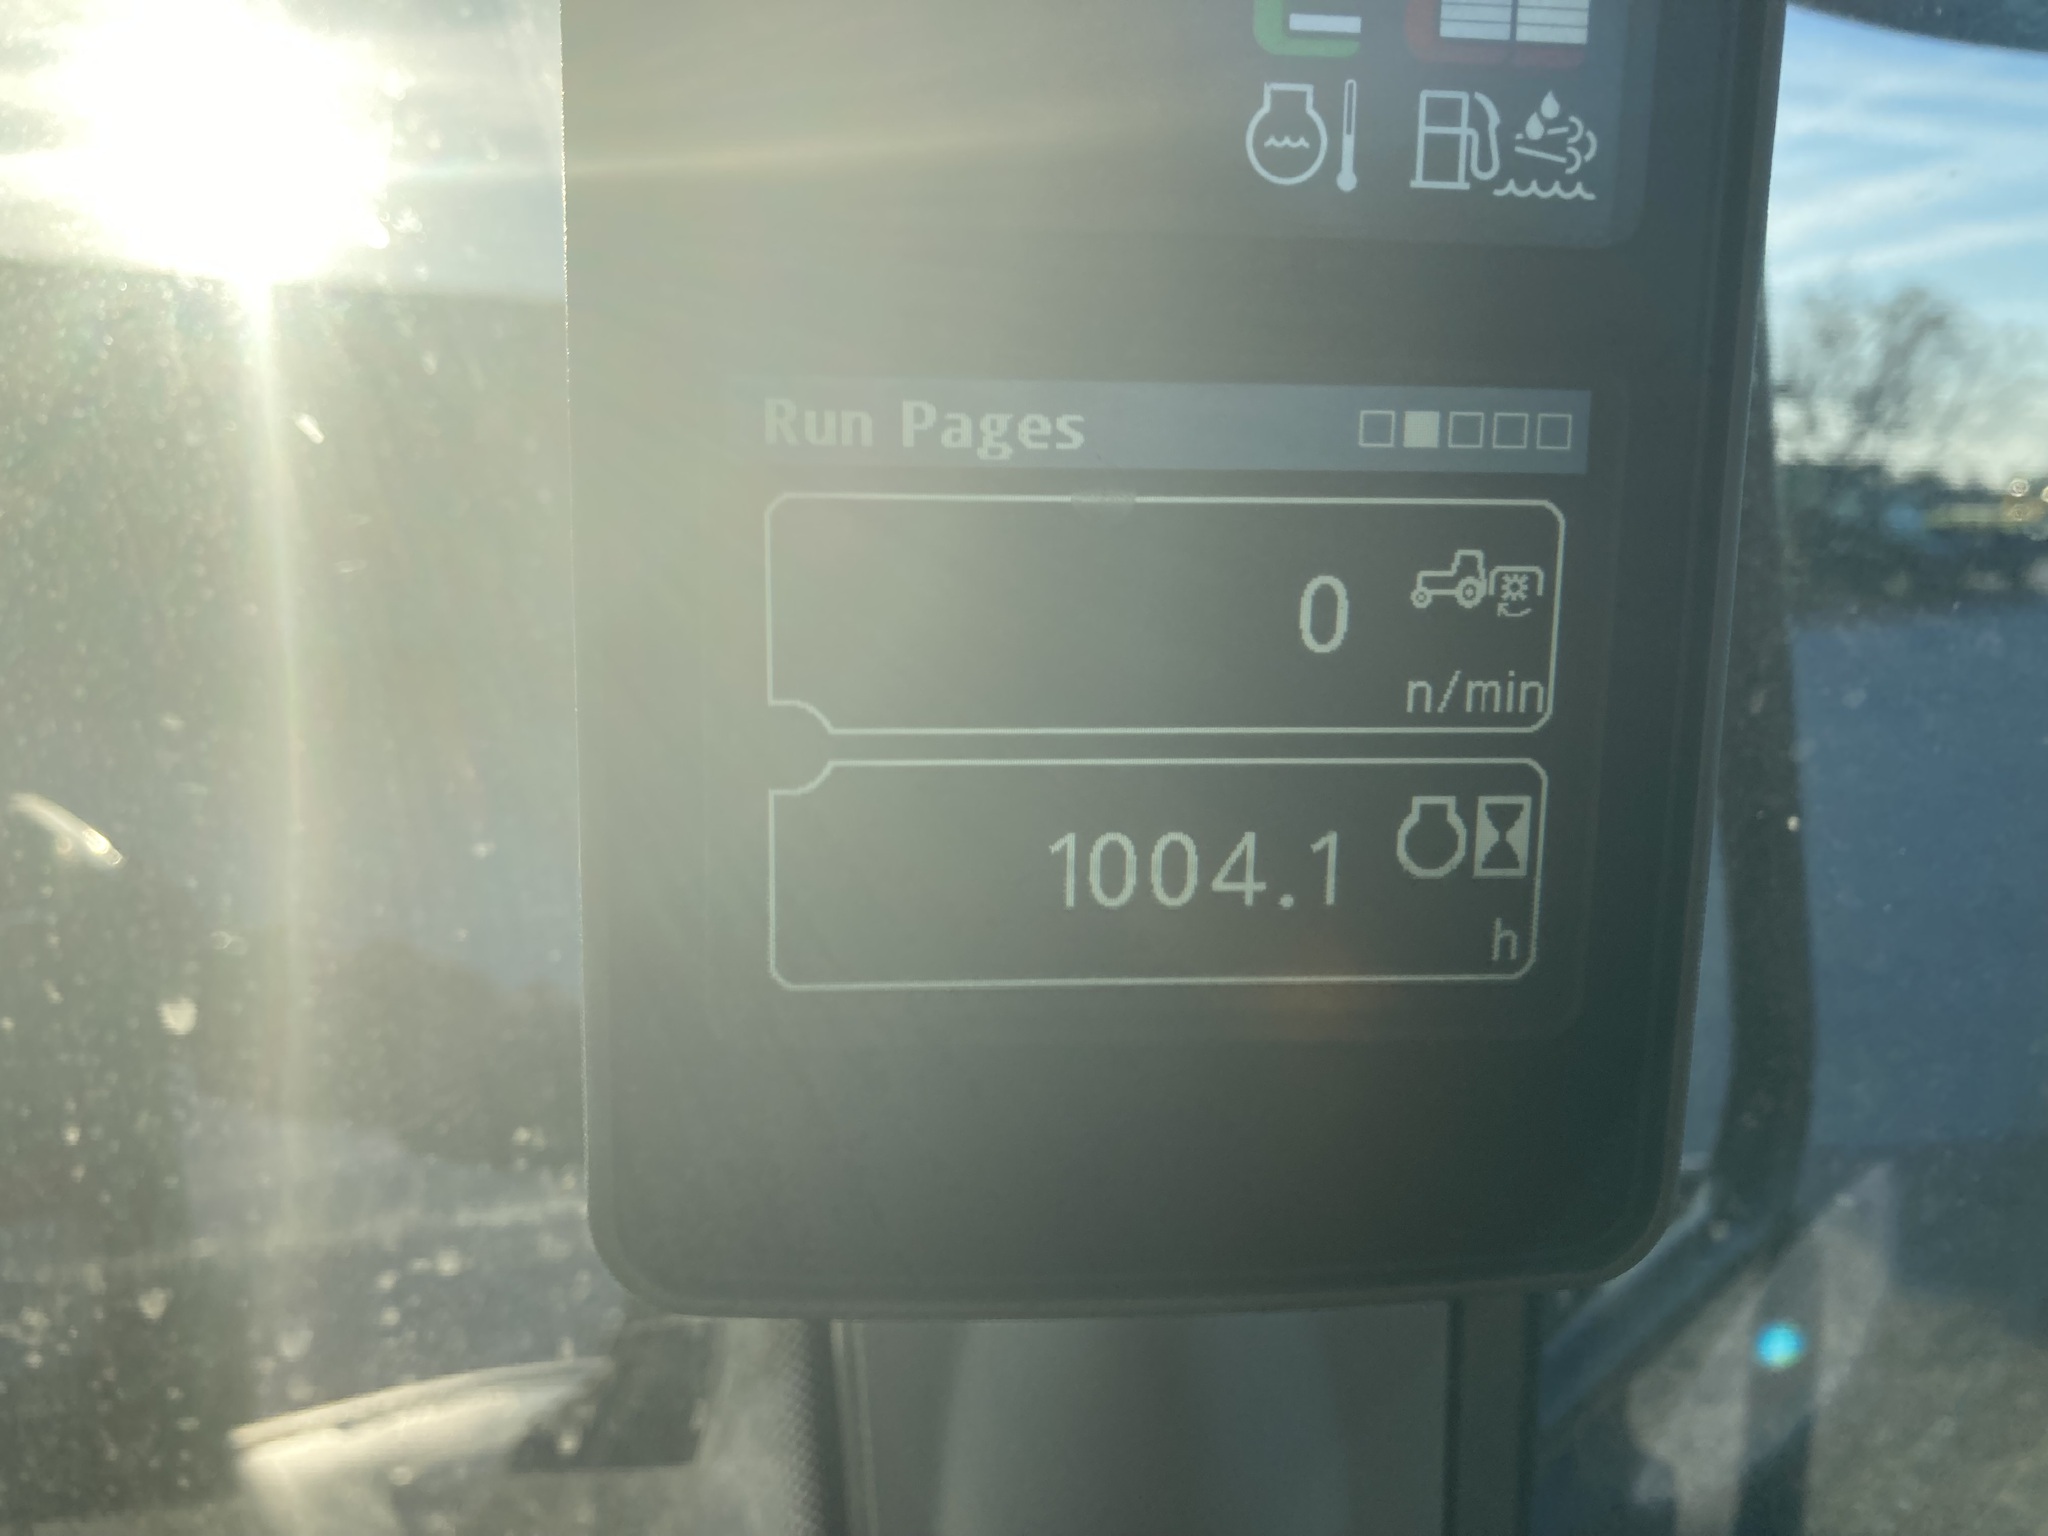 Run Pages
0
n/min
1004.1
h